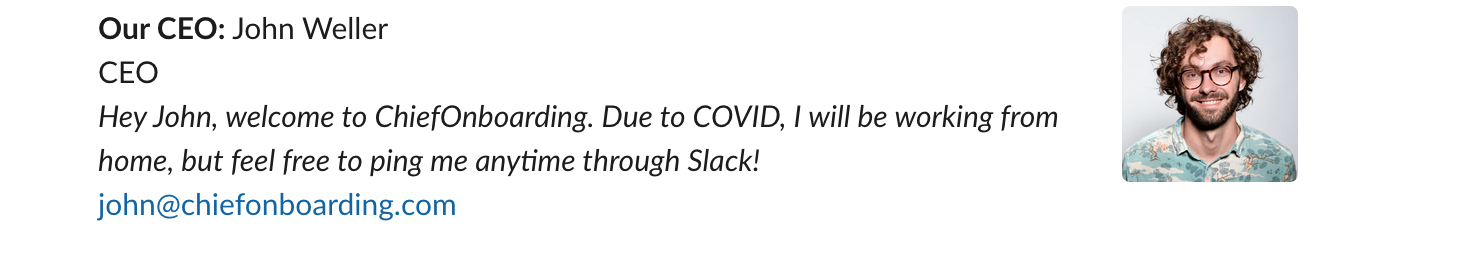 Our CEO: John Weller
CEO
Hey John, welcome to ChiefOnboarding. Due to COVID, I will be working from
home, but feel free to ping me anytime through Slack!
john@chiefonboarding.com